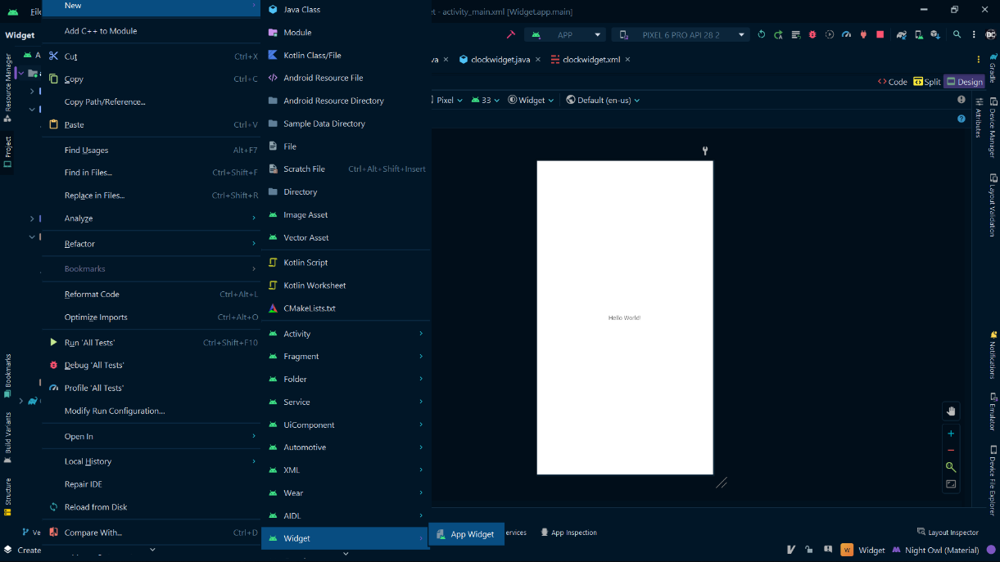 File
New
et - activity_main.xml [Widget.app.main]
Widget
APP
PIXEL 6 PRO API 28 2
va
clockwidget.java
clockwidget.xml
Code
Split
Design
Pixel
33
Widget
Default (en-us)
Add C++ to Module
Cut Ctrl+X
Copy Ctrl+C
Copy Path/Reference...
Paste Ctrl+V
Find Usages Alt+F7
Find in Files... Ctrl+Shift+F
Replace in Files... Ctrl+Shift+R
Analyze
Refactor
Bookmarks
Reformat Code Ctrl+Alt+L
Optimize Imports Ctrl+Alt+O
Run 'All Tests' Ctrl+Shift+F10
Debug 'All Tests'
Profile 'All Tests'
Modify Run Configuration...
Open In
Local History
Repair IDE
Reload from Disk
Compare With... Ctrl+D
Java Class
Module
Kotlin Class/File
Android Resource File
Android Resource Directory
Sample Data Directory
File
Scratch File Ctrl+Alt+Shift+Insert
Directory
Image Asset
Vector Asset
Kotlin Script
Kotlin Worksheet
CMakeLists.txt
Activity
Fragment
Folder
Service
UiComponent
Automotive
XML
Wear
AIDL
Widget
App Widget
Hello World!
Resource Manager
Project
Bookmarks
Build Variants
Structure
Gradle
Device Manager
Attributes
Layout Validation
Notifications
Emulator
Device File Explorer
Ve
ervices
App Inspection
Layout Inspector
Create
W
Widget
Night Owl (Material)